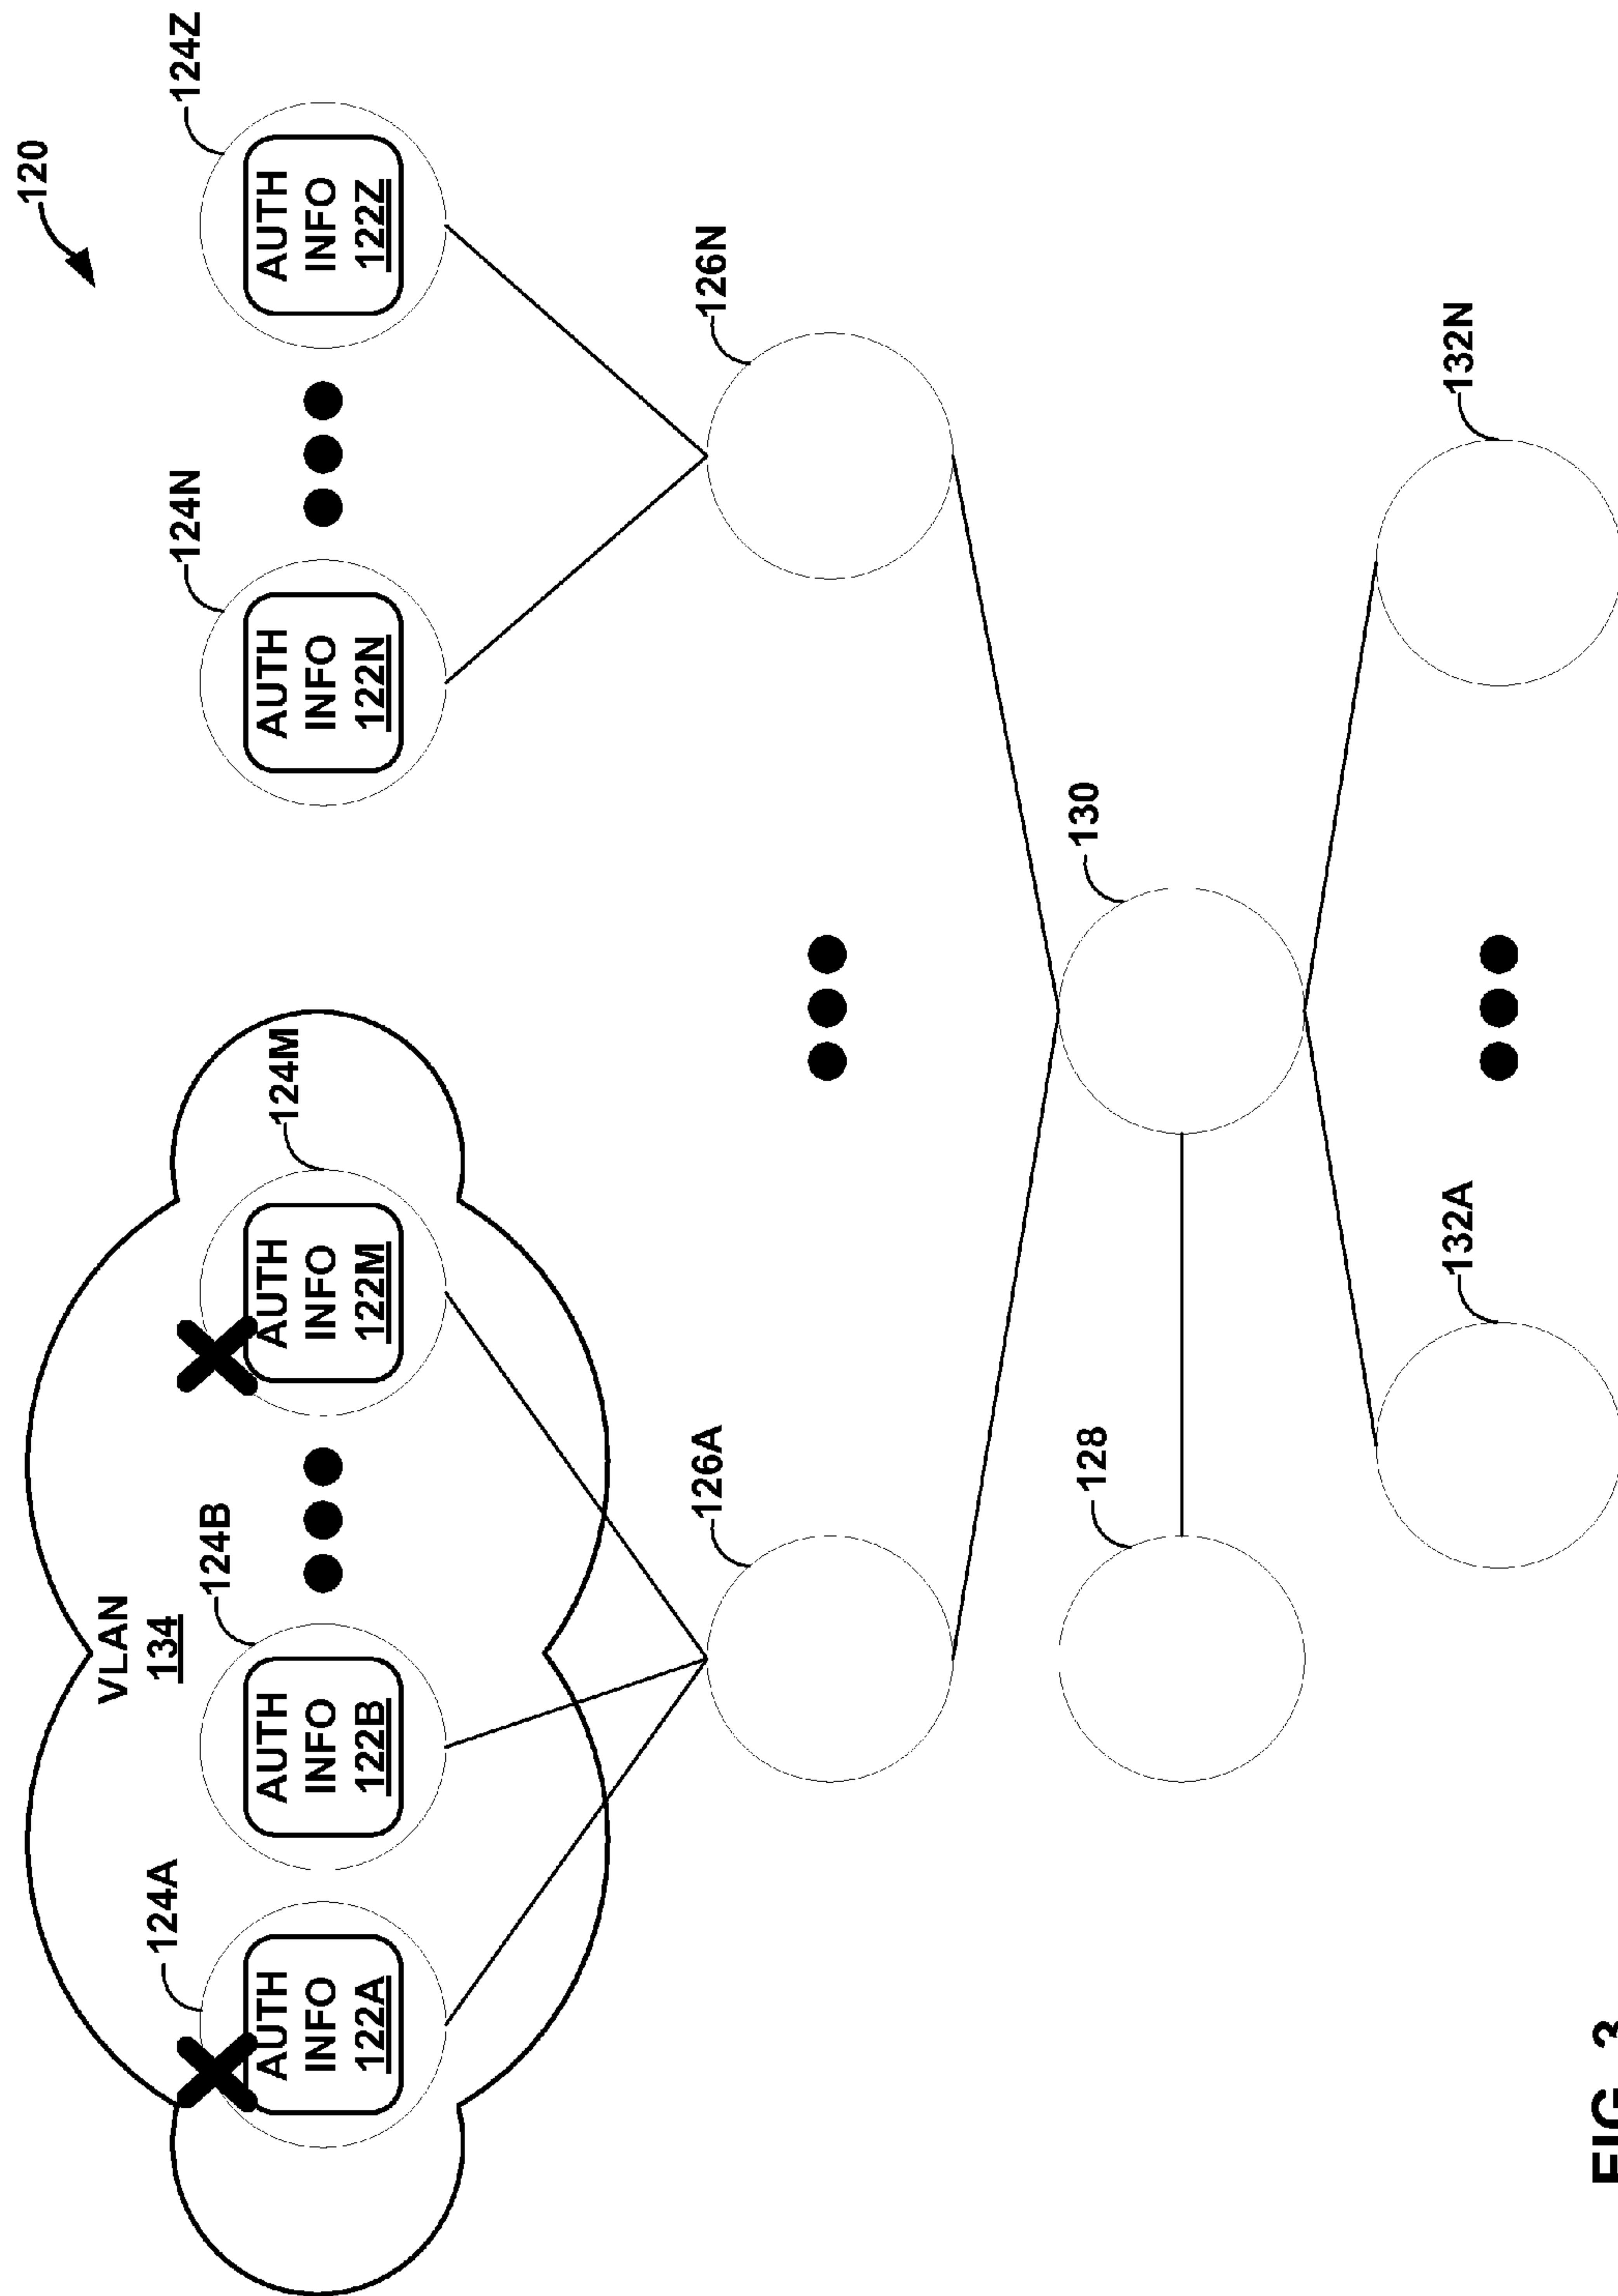 120
VLAN
134
124A
124B
124M
124N
124Z
AUTH
INFO
122A
AUTH
INFO
122B
AUTH
INFO
122M
AUTH
INFO
122N
AUTH
INFO
122Z
126A
126N
128
130
132A
132N
FIG. 3